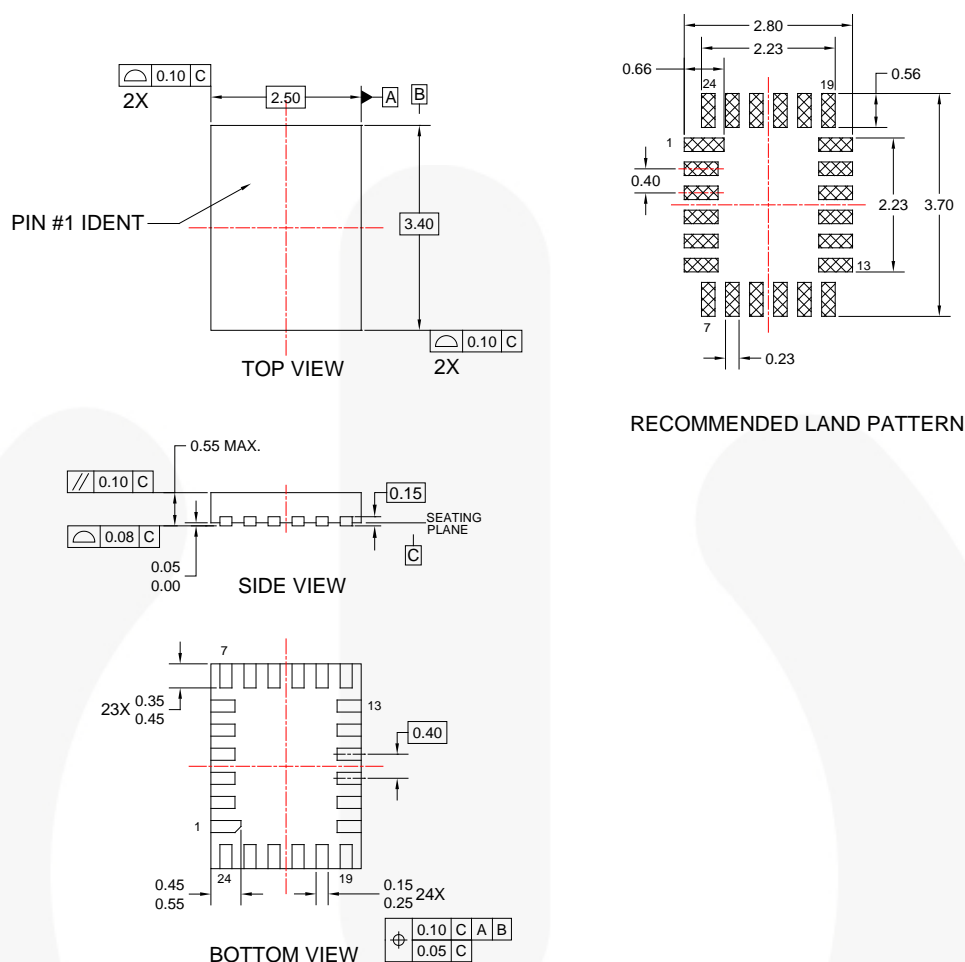 0.10 C
2X
2.50
A
B
PIN #1 IDENT
3.40
0.10 C
2X
TOP VIEW
2.80
2.23
0.66
0.56
24
19
1
0.40
2.23
3.70
13
7
0.23
RECOMMENDED LAND PATTERN
0.55 MAX.
// 0.10 C
0.15
0.08 C
SEATING
PLANE
C
0.05
0.00
SIDE VIEW
7
23X 0.35
0.45
13
0.40
1
24
19
0.45
0.55
0.15
0.25 24X
0.10 C A B
0.05 C
BOTTOM VIEW